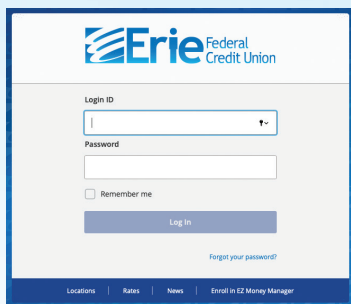 Erie Federal
Credit Union
Login ID
Password
Remember me
Log In
Forgot your password?
Locations | Rates | News | Enroll in EZ Money Manager